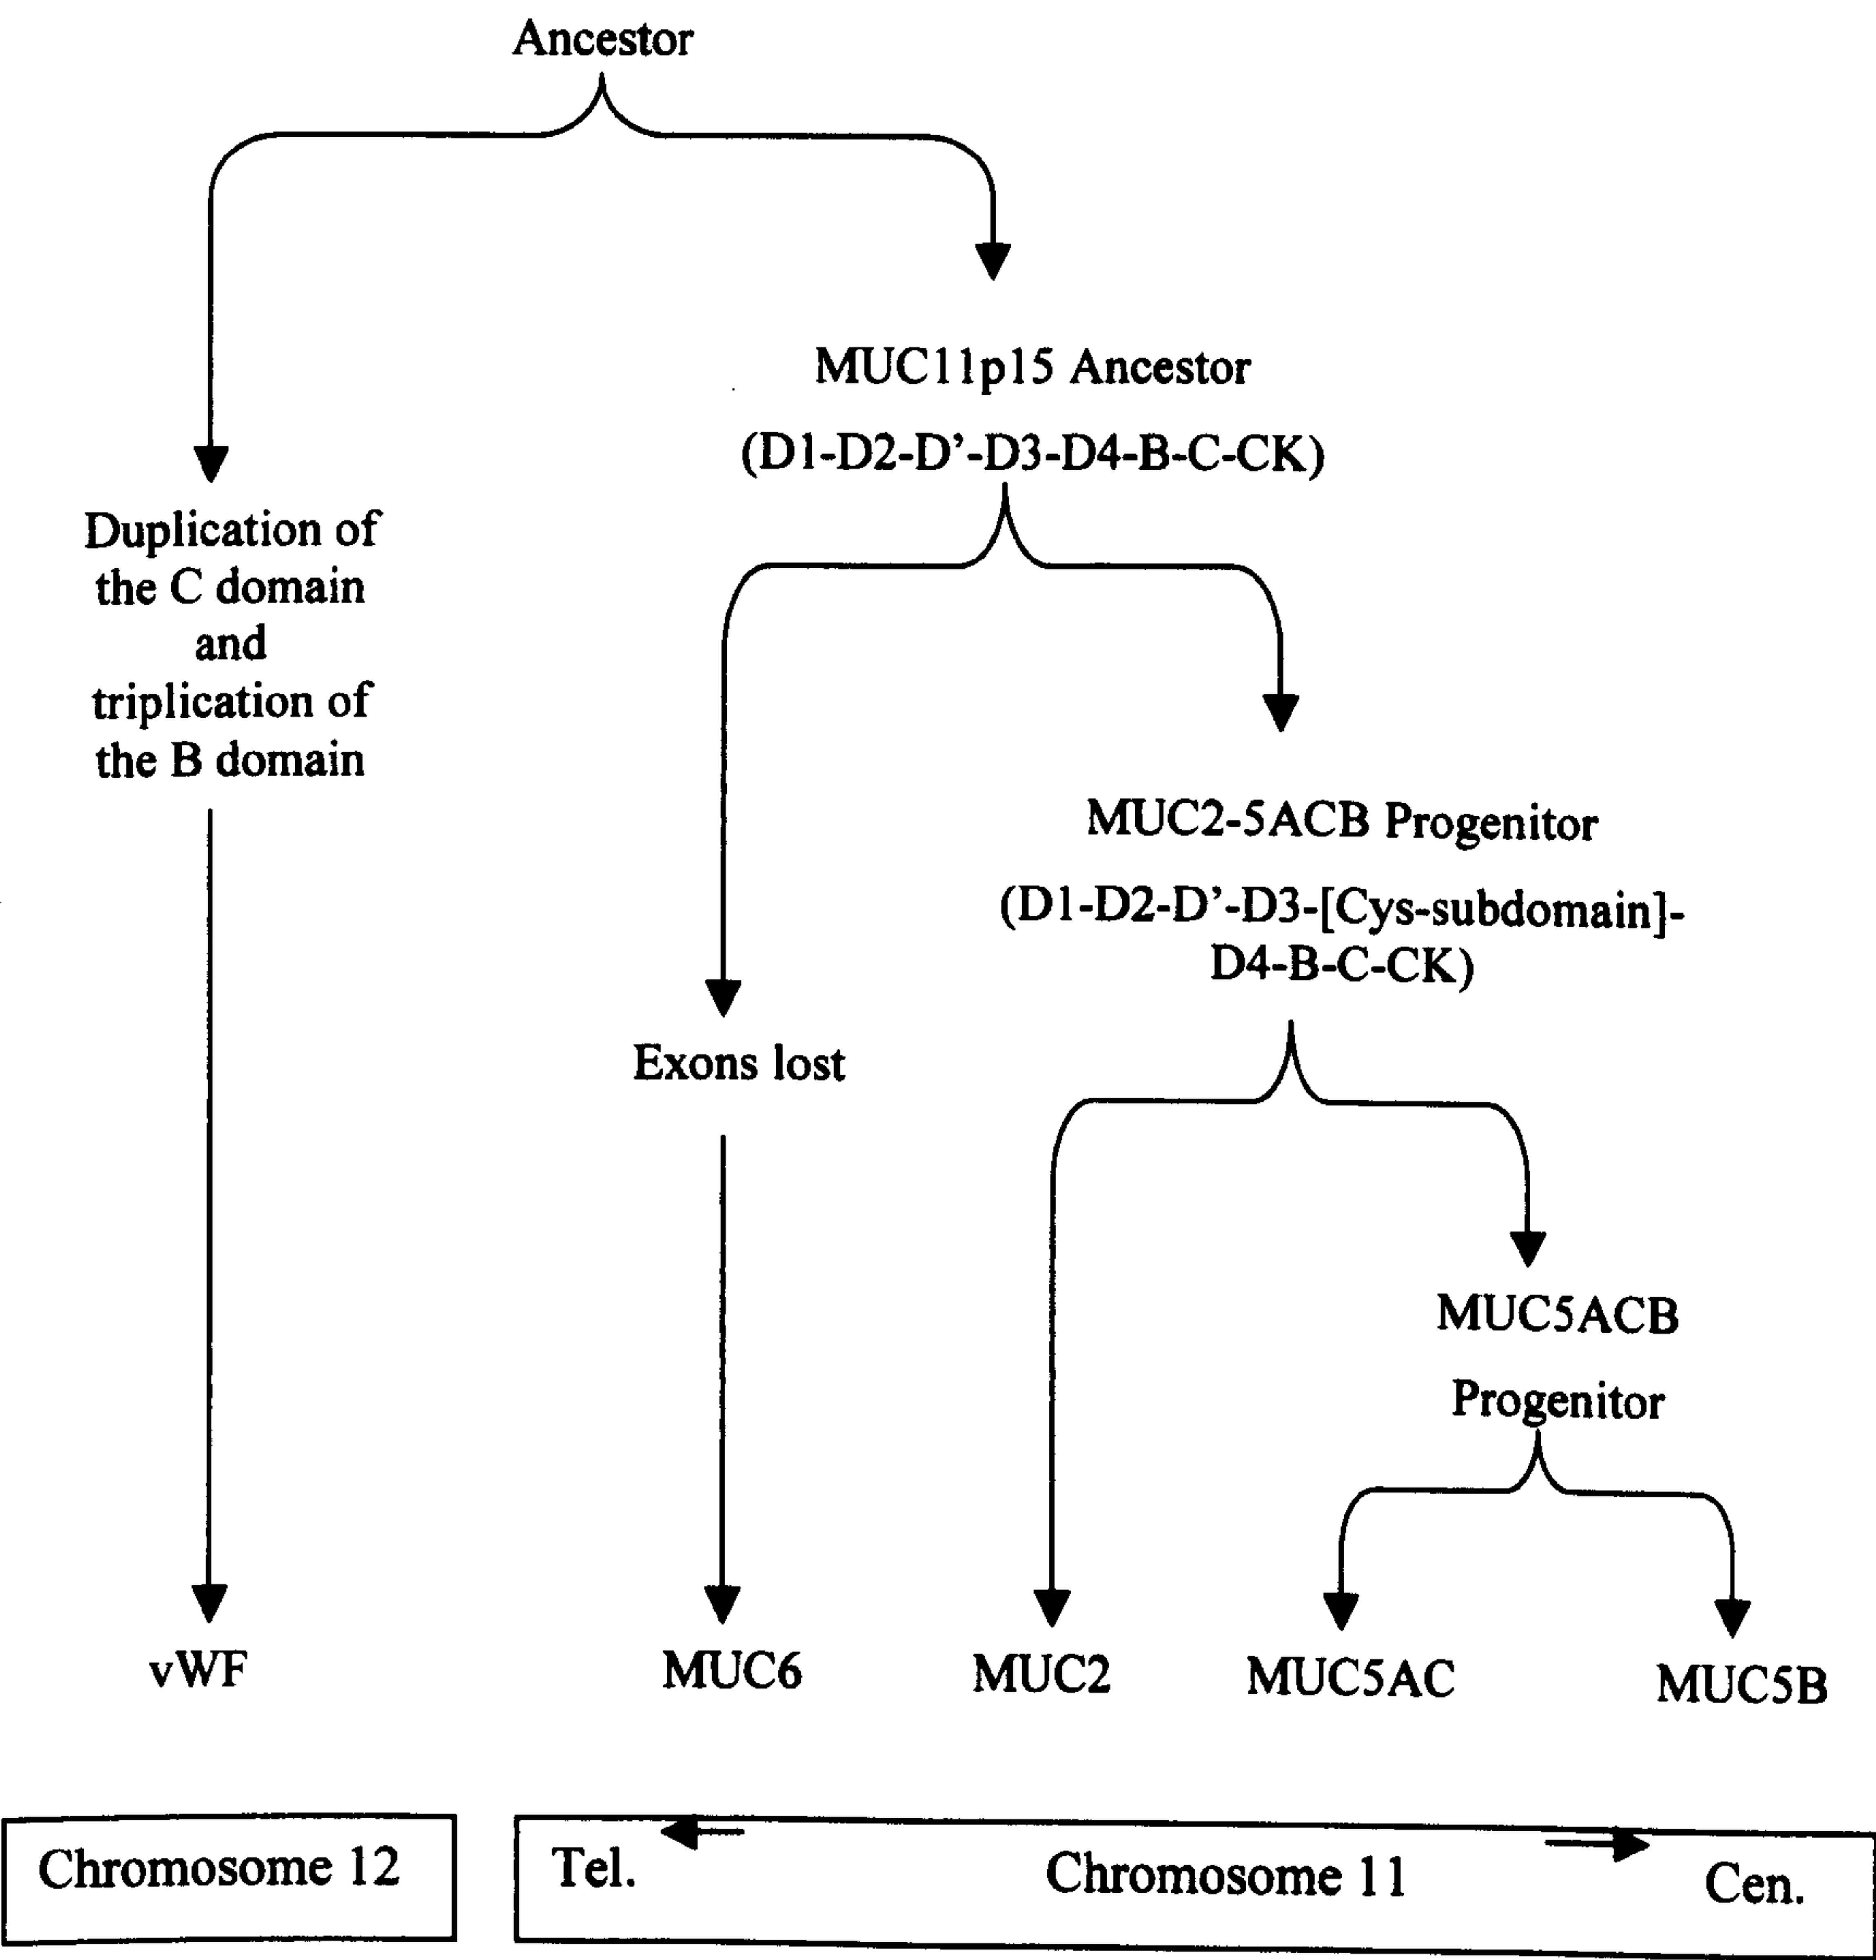 Ancestor
MUC11p15 Ancestor
(D1-D2-D’-D3-D4-B-C-CK)
Duplication of
the C domain
and
triplication of
the B domain
MUC2-5ACB Progenitor
(D1-D2-D’-D3-[Cys-subdomain]-
D4-B-C-CK)
Exons lost
MUC5ACB
Progenitor
vWF
MUC6
MUC2
MUC5AC
MUC5B
Chromosome 12
Tel.
Chromosome 11
Cen.